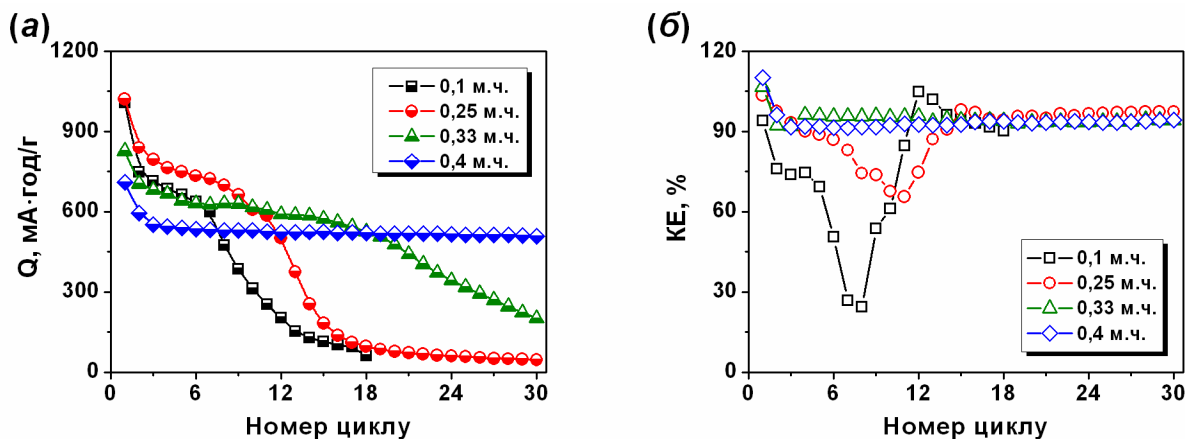 (а)
1200
900
600
300
0
0 6 12 18 24 30
Q, мА·год/г
Номер циклу
0,1 м.ч.
0,25 м.ч.
0,33 м.ч.
0,4 м.ч.
(б)
120
90
60
30
0
0 6 12 18 24 30
КЕ, %
Номер циклу
0,1 м.ч.
0,25 м.ч.
0,33 м.ч.
0,4 м.ч.